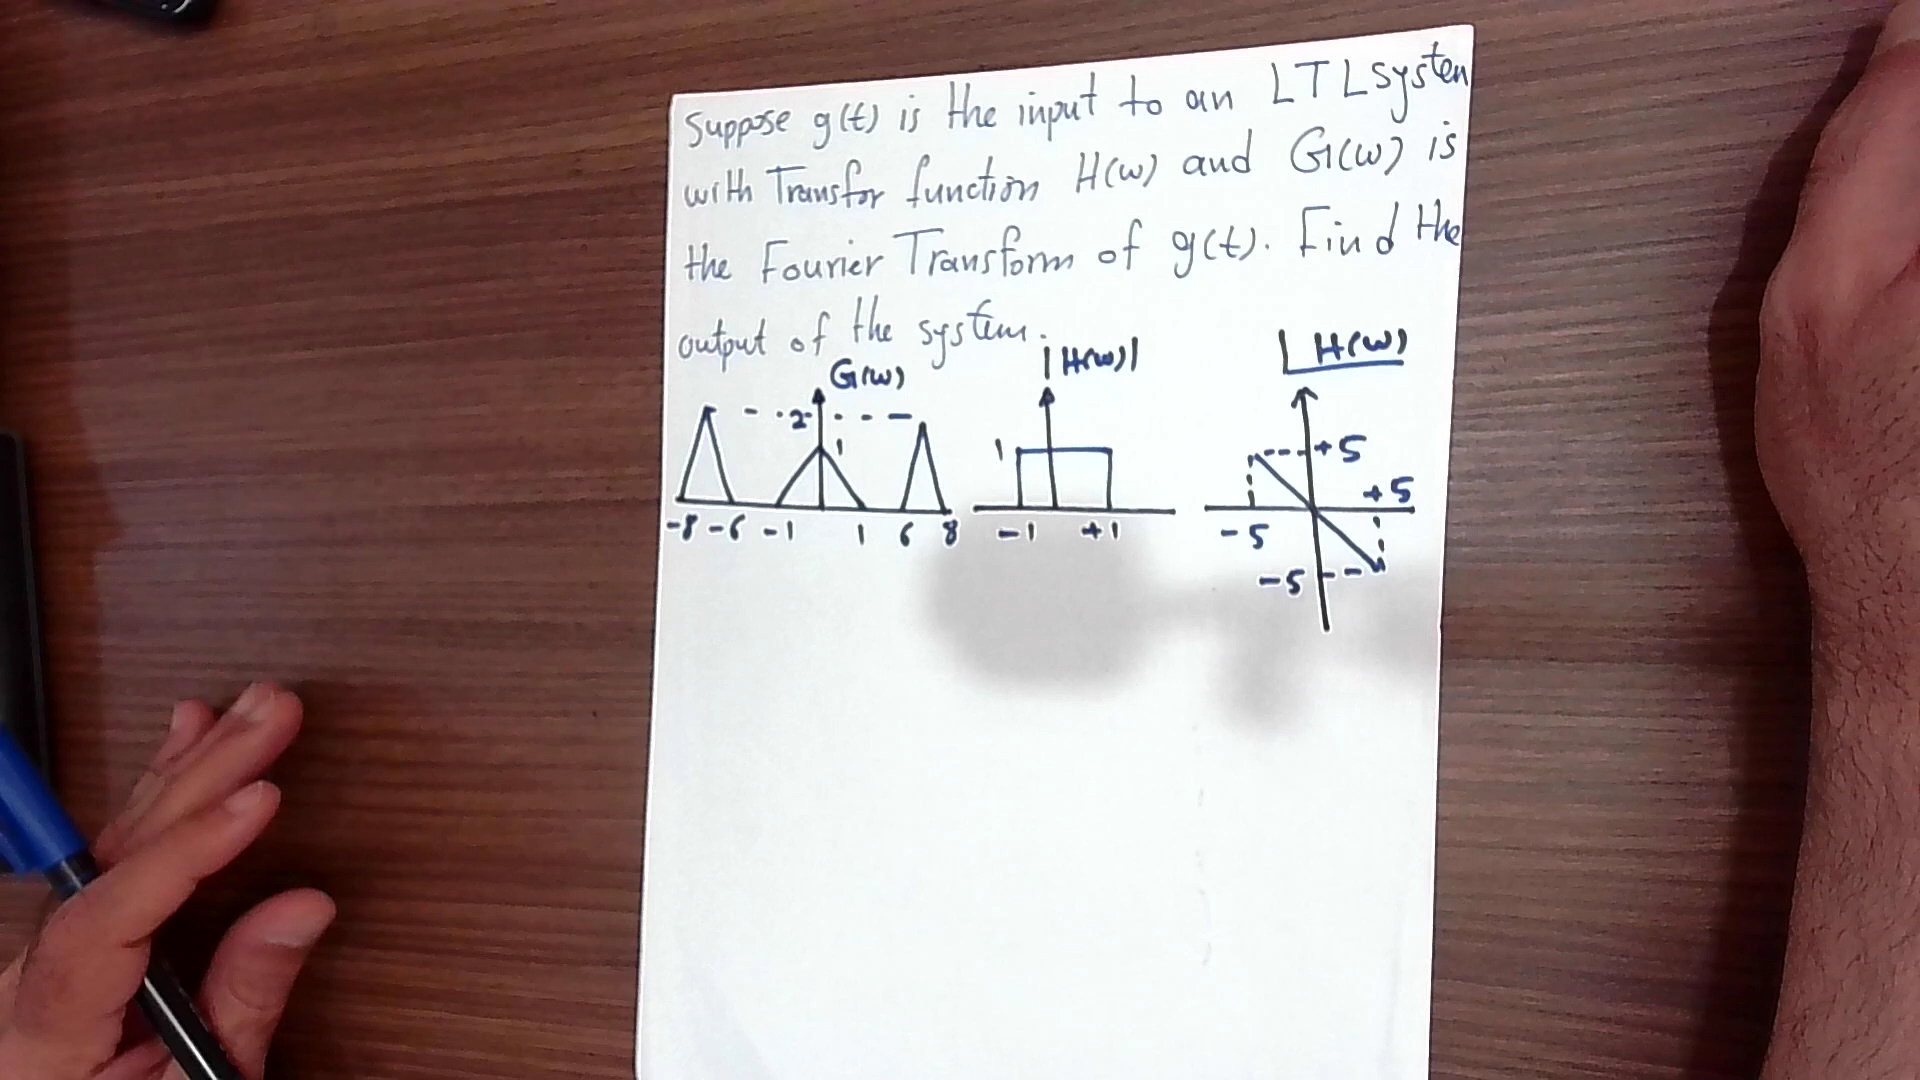 Suppose g(t) is the input to an LTL system
with Transfor function H(w) and G(w) is
the Fourier Transform of g(t). Find the
output of the system.
G(w) |H(w)| ∠H(w)
2 1 1 +5 +5
-8 -6 -1 1 6 8 -1 +1 -5 -5